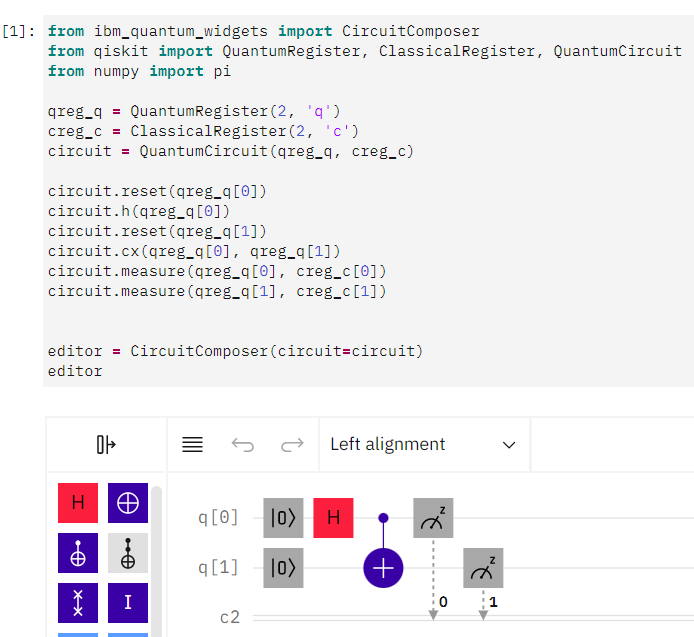 [1]: from ibm_quantum_widgets import CircuitComposer
from qiskit import QuantumRegister, ClassicalRegister, QuantumCircuit
from numpy import pi
qreg_q = QuantumRegister(2, 'q')
creg_c = ClassicalRegister(2, 'c')
circuit = QuantumCircuit(qreg_q, creg_c)
circuit.reset(qreg_q[0])
circuit.h(qreg_q[0])
circuit.reset(qreg_q[1])
circuit.cx(qreg_q[0], qreg_q[1])
circuit.measure(qreg_q[0], creg_c[0])
circuit.measure(qreg_q[1], creg_c[1])
editor = CircuitComposer(circuit=circuit)
editor
Left alignment
H
I
q[0] |0⟩ H z
q[1] |0⟩ + z
0 1
c2